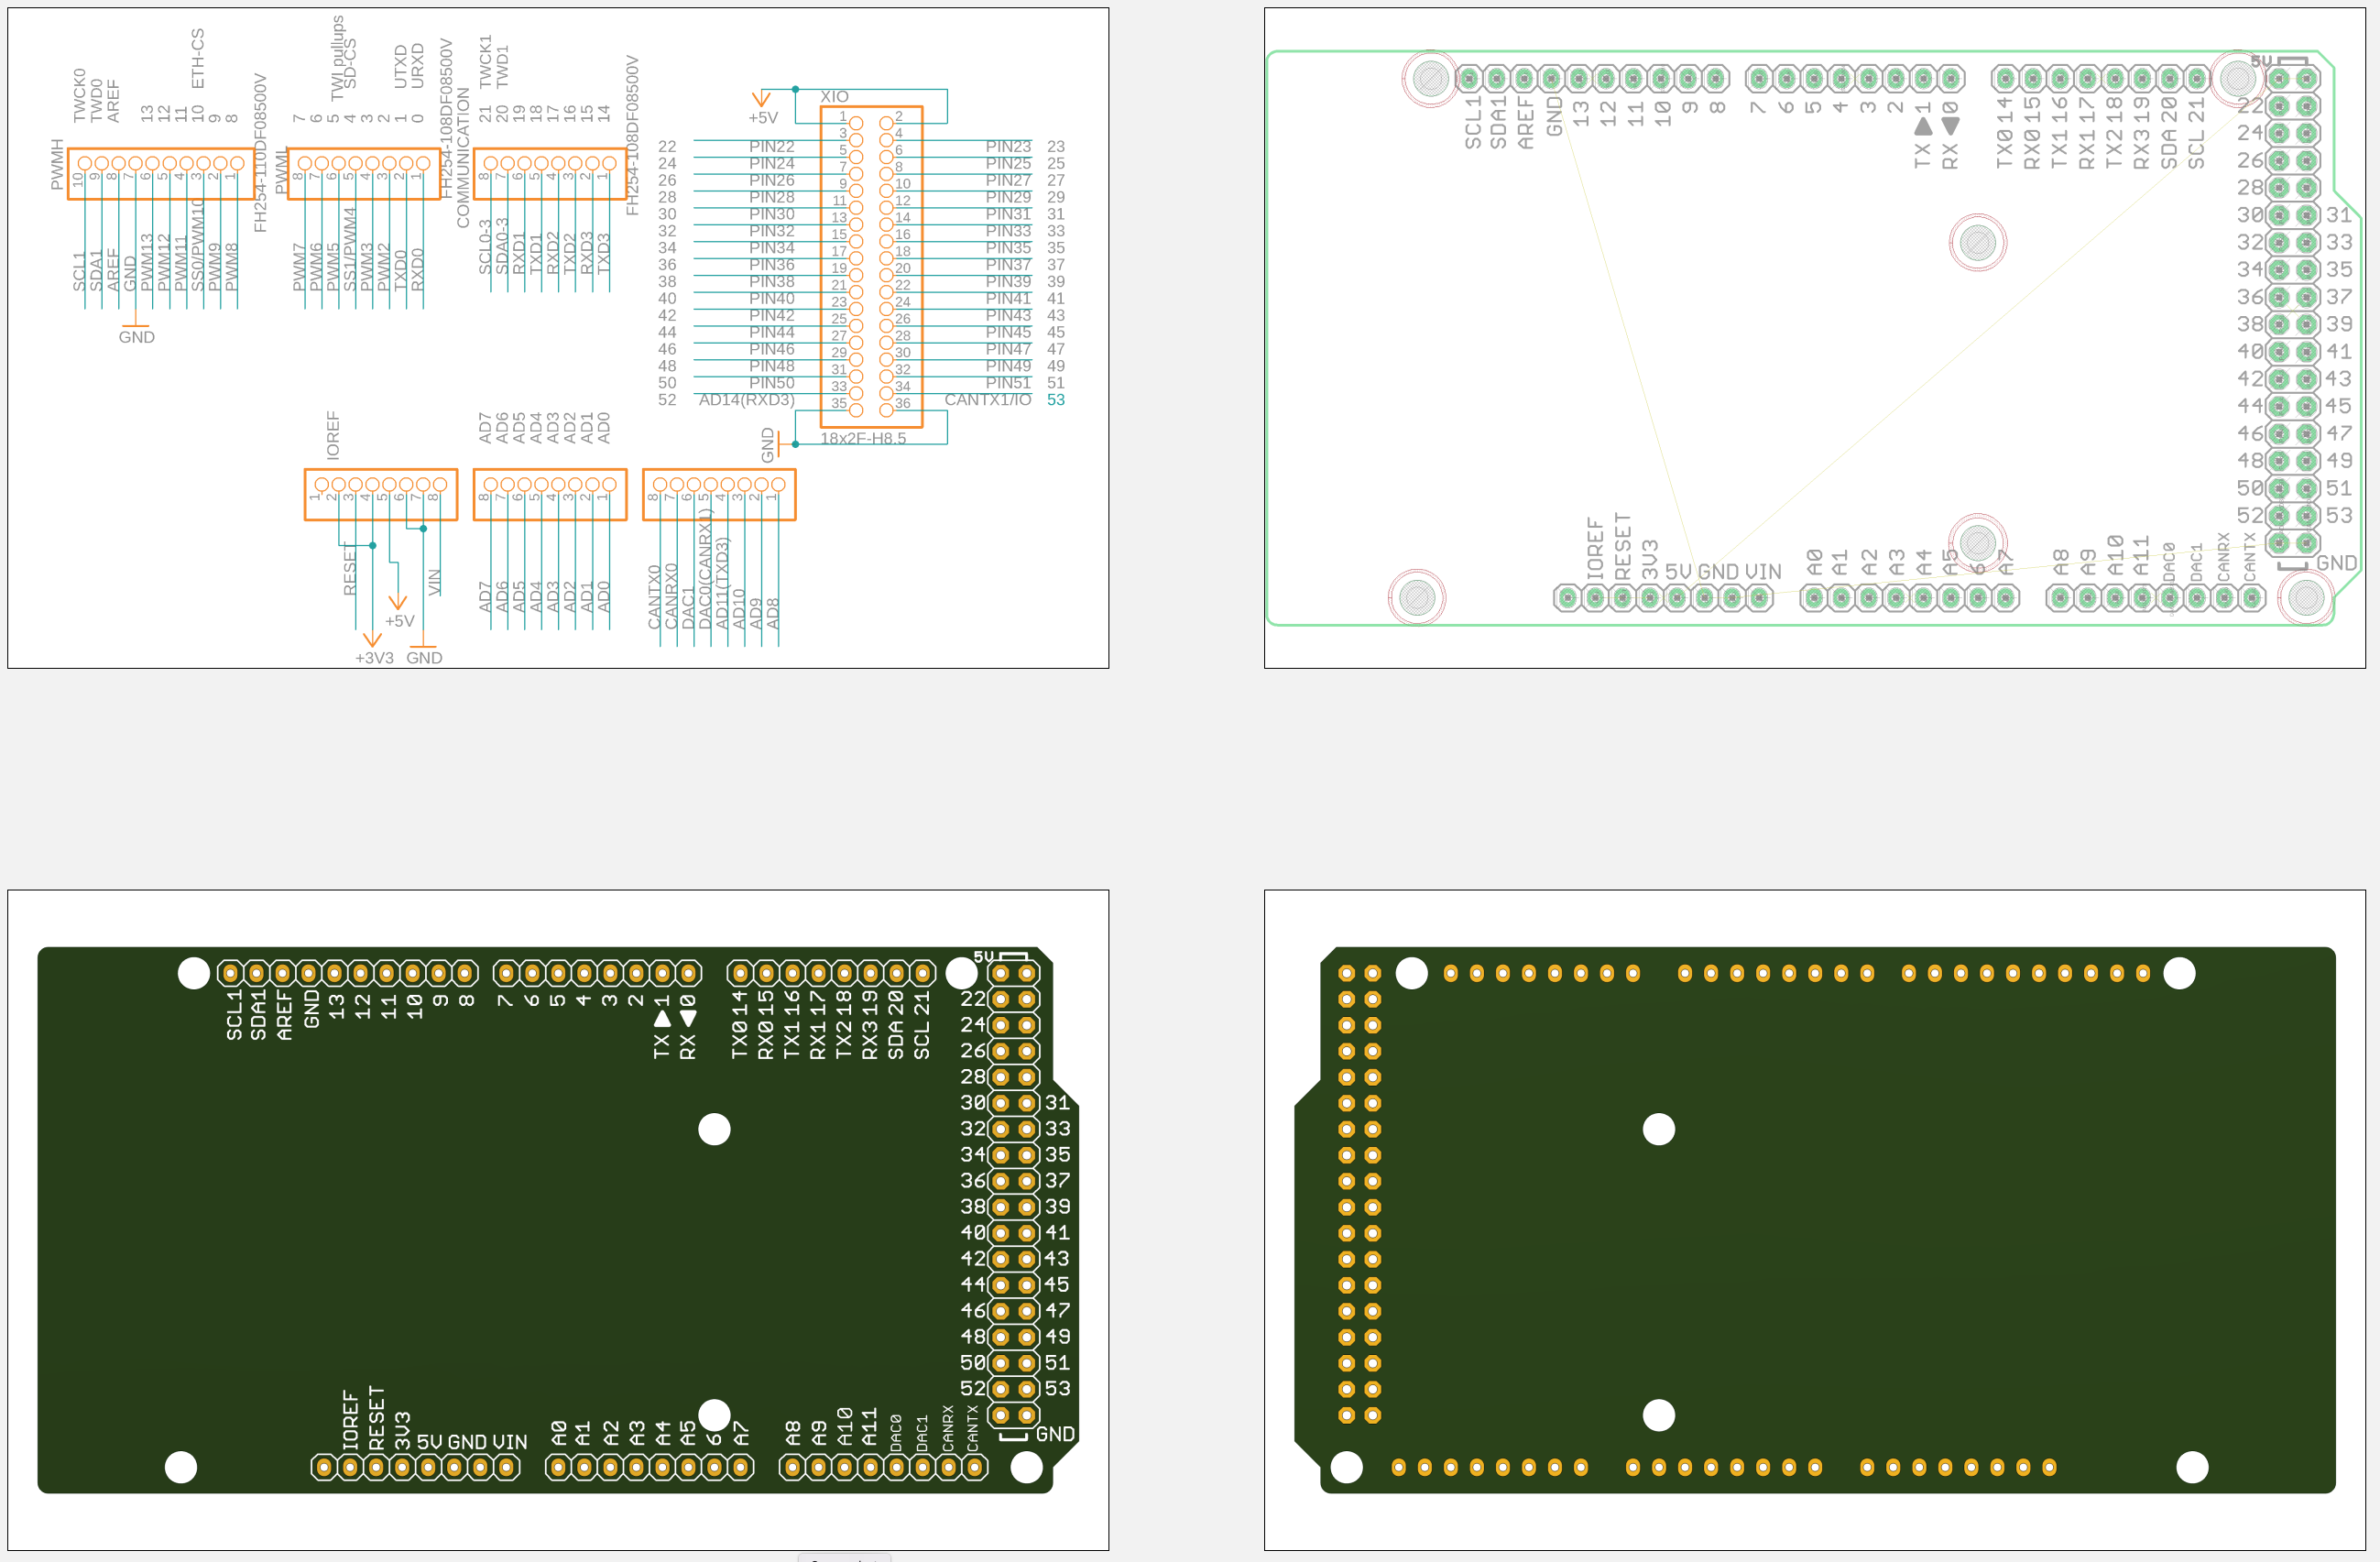 TWCK0 TWD0 AREF 13 12 11 10 ETH-CS 9 8
PWMH
10 9 8 7 6 5 4 3 2 1
FH254-110DF08500V
SCL1 SDA1 AREF GND PWM13 PWM12 PWM11 SS0/PWM10 PWM9 PWM8
GND
7 6 5 TWI pullups 4 SD-CS 3 2 1 UTXD 0 URXD
PWML
8 7 6 5 4 3 2 1
FH254-108DF08500V
PWM7 PWM6 PWM5 SS1/PWM4 PWM3 PWM2 TXD0 RXD0
COMMUNICATION
21 TWCK1 20 TWD1 19 18 17 16 15 14
8 7 6 5 4 3 2 1
FH254-108DF08500V
SCL0-3 SDA0-3 RXD1 TXD1 RXD2 TXD2 RXD3 TXD3
+5V
XIO
1 2
3 4
22 PIN22 5 6 PIN23 23
24 PIN24 7 8 PIN25 25
26 PIN26 9 10 PIN27 27
28 PIN28 11 12 PIN29 29
30 PIN30 13 14 PIN31 31
32 PIN32 15 16 PIN33 33
34 PIN34 17 18 PIN35 35
36 PIN36 19 20 PIN37 37
38 PIN38 21 22 PIN39 39
40 PIN40 23 24 PIN41 41
42 PIN42 25 26 PIN43 43
44 PIN44 27 28 PIN45 45
46 PIN46 29 30 PIN47 47
48 PIN48 31 32 PIN49 49
50 PIN50 33 34 PIN51 51
52 AD14(RXD3) 35 36 CANTX1/IO 53
GND
18x2F-H8.5
IOREF
1 2 3 4 5 6 7 8
RESET
VIN
+5V
+3V3 GND
AD7 AD6 AD5 AD4 AD3 AD2 AD1 AD0
8 7 6 5 4 3 2 1
AD7 AD6 AD5 AD4 AD3 AD2 AD1 AD0
8 7 6 5 4 3 2 1
CANTX0 CANRX0 DAC1 DAC0(CANRX1) AD11(TXD3) AD10 AD9 AD8
5V
SCL1 SDA1 AREF GND 13 12 11 10 9 8 7 6 5 4 3 2 TX 1 RX 0 TX0 14 RX0 15 TX1 16 RX1 17 TX2 18 RX3 19 SDA 20 SCL 21
22
24
26
28
30 31
32 33
34 35
36 37
38 39
40 41
42 43
44 45
46 47
48 49
50 51
52 53
GND
IOREF RESET 3V3 5V GND VIN A0 A1 A2 A3 A4 A5 6 A7 A8 A9 A10 A11 DAC0 DAC1 CANRX CANTX
5V
SCL1 SDA1 AREF GND 13 12 11 10 9 8 7 6 5 4 3 2 TX 1 RX 0 TX0 14 RX0 15 TX1 16 RX1 17 TX2 18 RX3 19 SDA 20 SCL 21
22
24
26
28
30 31
32 33
34 35
36 37
38 39
40 41
42 43
44 45
46 47
48 49
50 51
52 53
GND
IOREF RESET 3V3 5V GND VIN A0 A1 A2 A3 A4 A5 6 A7 A8 A9 A10 A11 DAC0 DAC1 CANRX CANTX